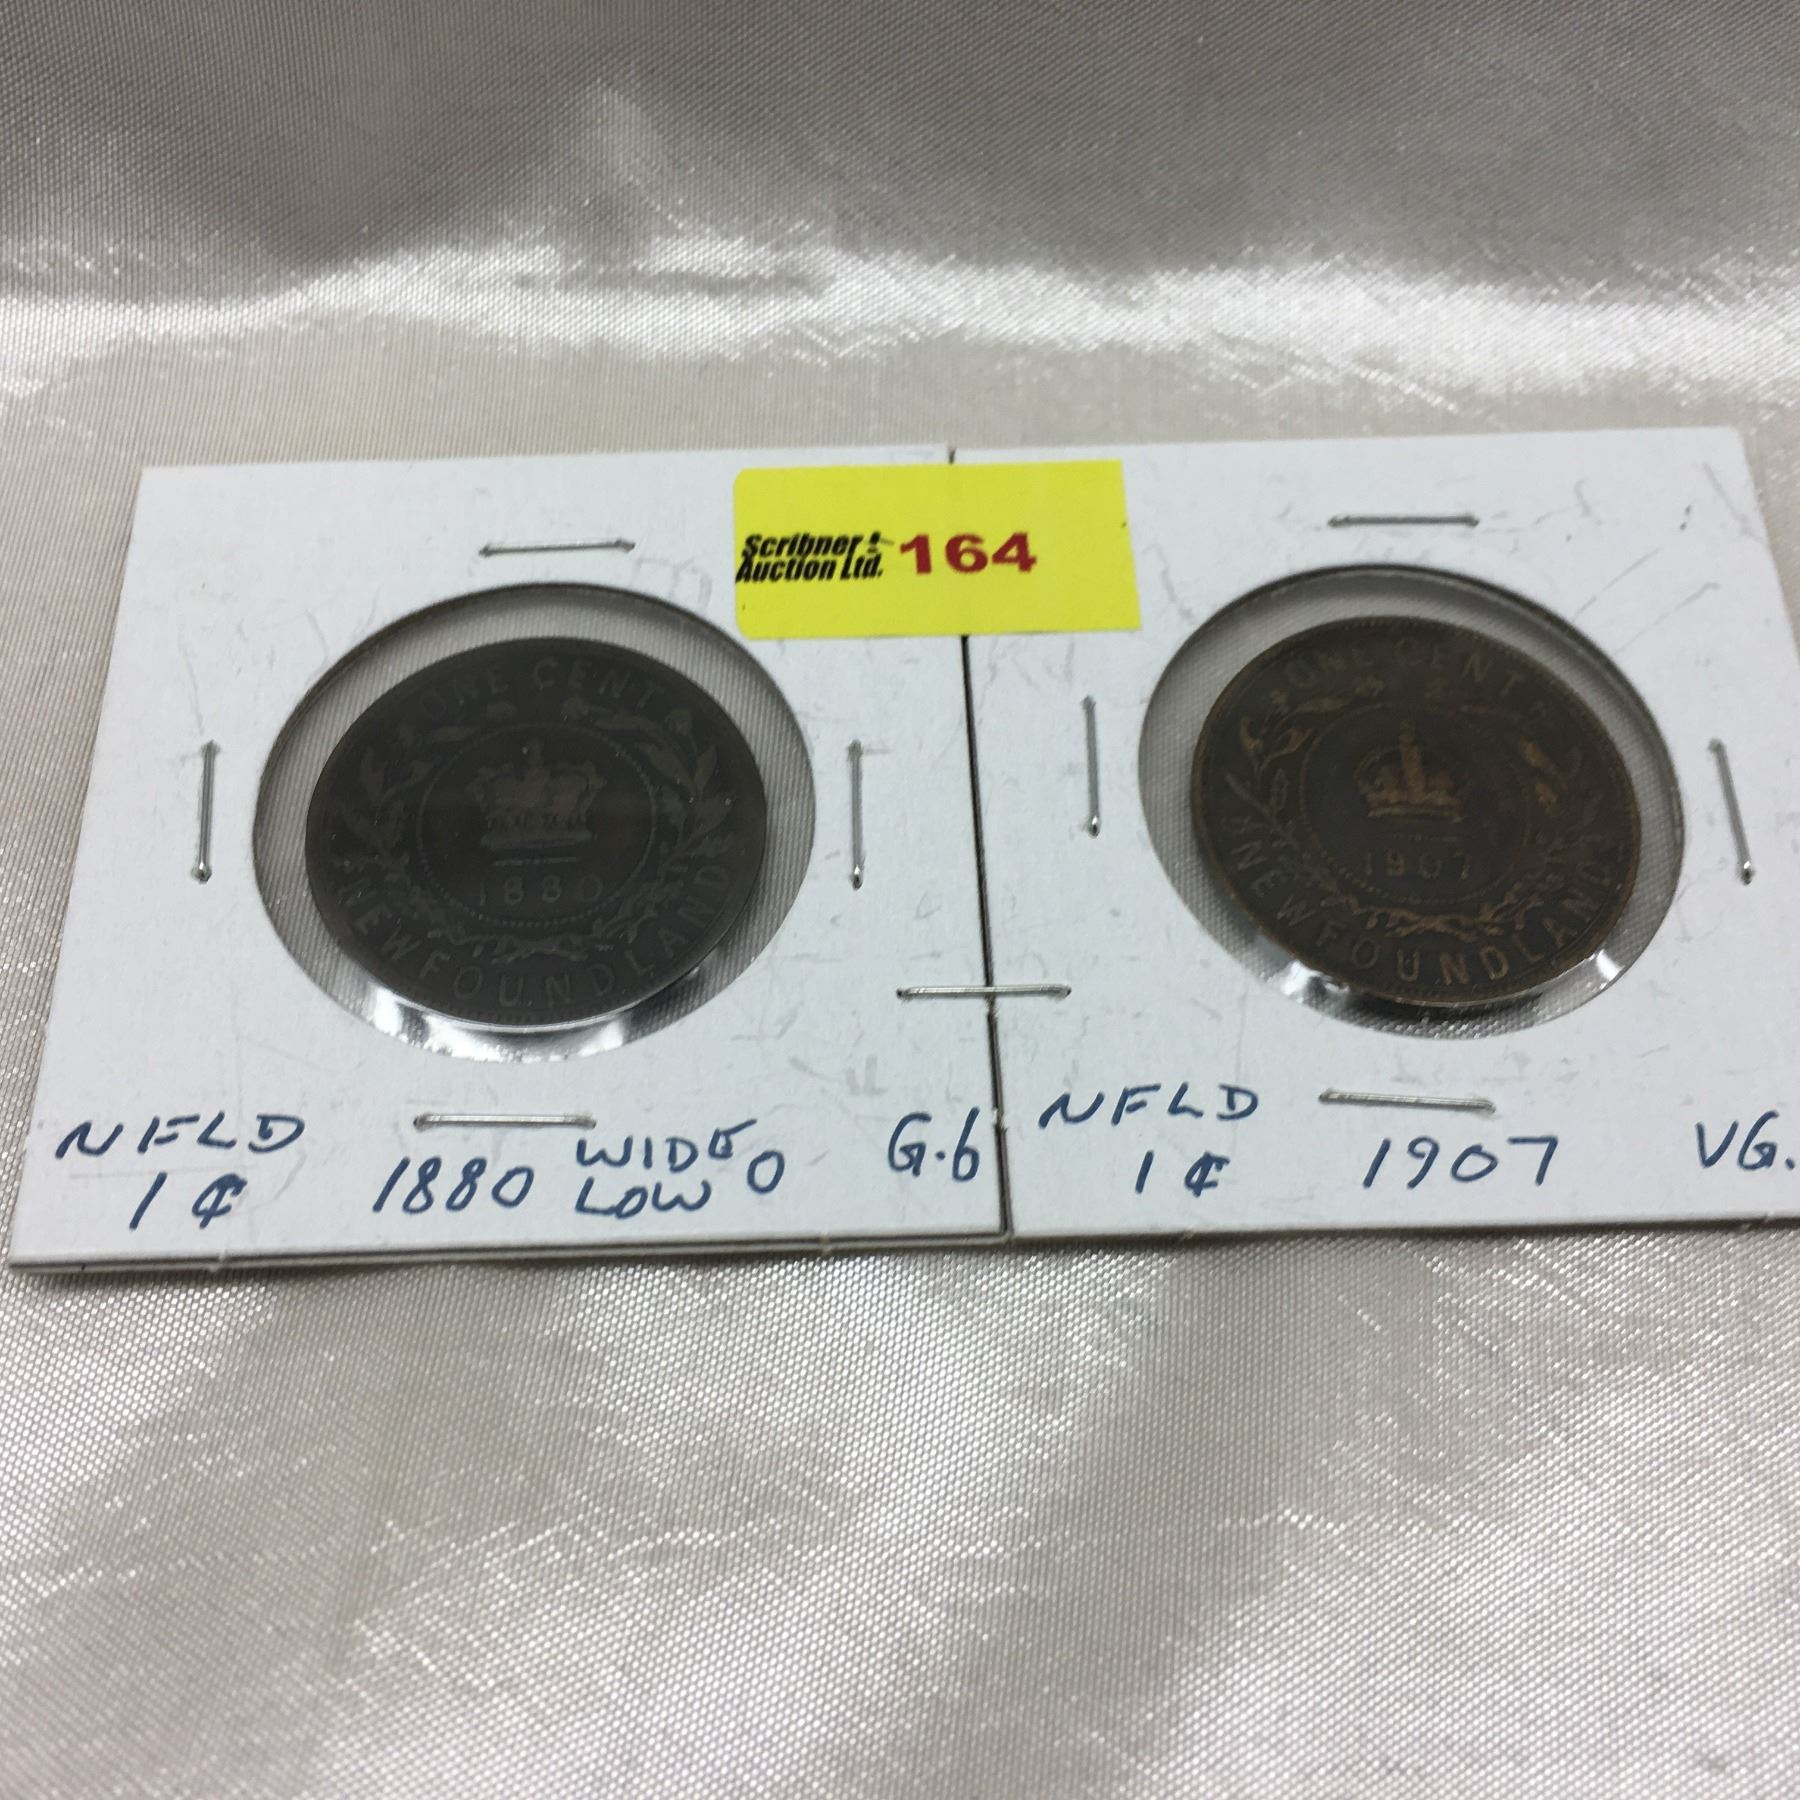 Scribner
Auction Ltd.
164
ONE CENT
1880
NEWFOUNDLAND
ONE CENT
1907
NEWFOUNDLAND
NFLD
1¢
1880
WIDE
LOW
0
G.6
NFLD
1¢
1907
VG.